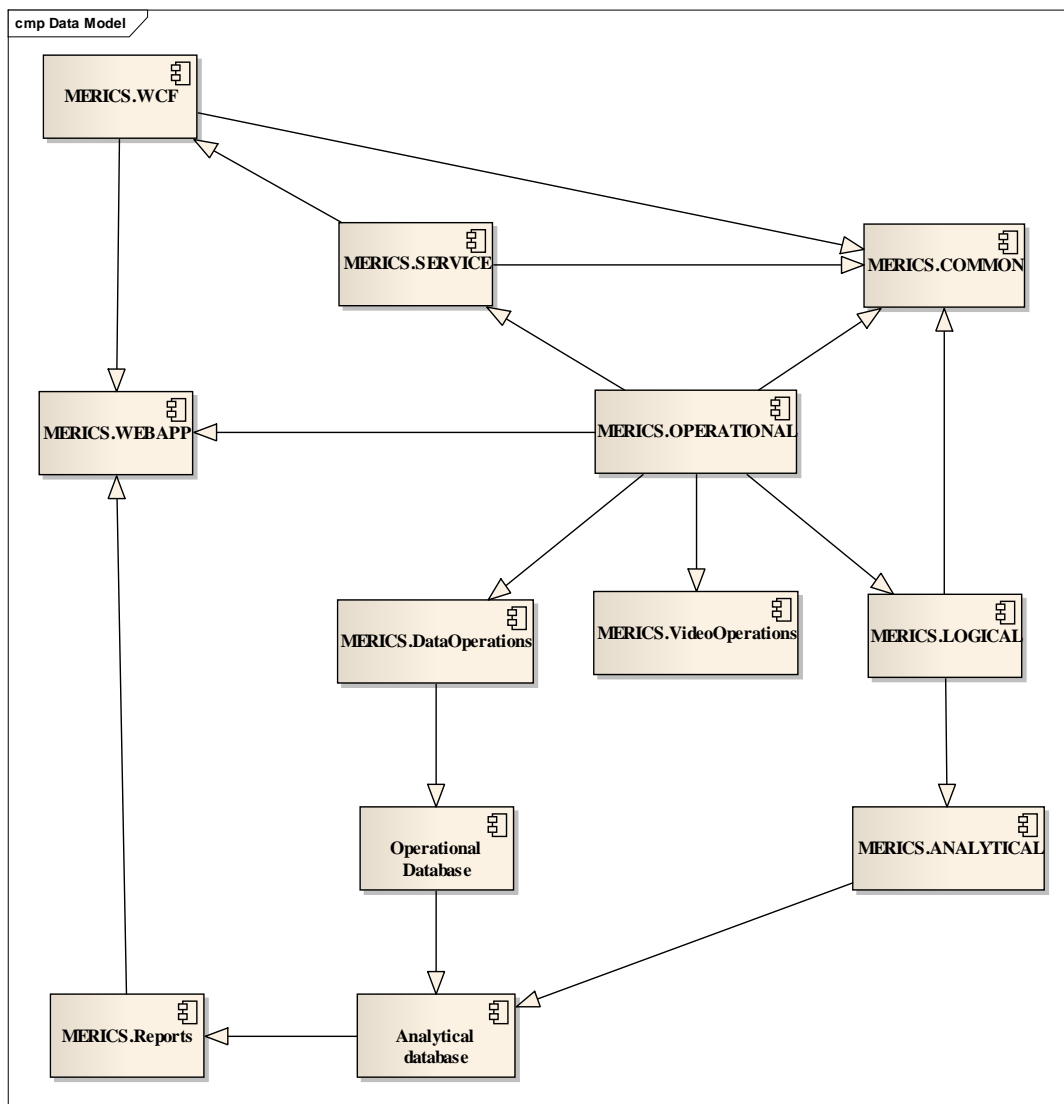 cmp Data Model
MERICS.WCF
MERICS.SERVICE
MERICS.COMMON
MERICS.WEBAPP
MERICS.OPERATIONAL
MERICS.DataOperations
MERICS.VideoOperations
MERICS.LOGICAL
Operational
Database
MERICS.ANALYTICAL
MERICS.Reports
Analytical
database